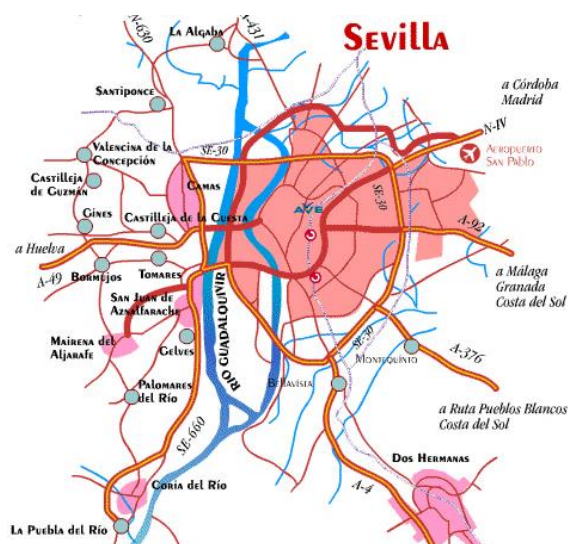 N-630
La Algaba
A-431
Sevilla
Santiponce
a Córdoba
Madrid
N-IV
SE-30
Valencina de la
Concepción
Aeropuerto
San Pablo
Castilleja
de Guzmán
Camas
SE-30
AVE
Gines
Castilleja de la Cuesta
A-92
a Huelva
A-49
Bormujos
Tomares
a Málaga
Granada
Costa del Sol
San Juan de
Aznalfarache
Río Guadalquivir
Mairena del
Aljarafe
Gelves
SE-30
Montequinto
A-376
Bellavista
Palomares
del Río
a Ruta Pueblos Blancos
Costa del Sol
SE-660
Dos Hermanas
Coria del Río
A-4
La Puebla del Río